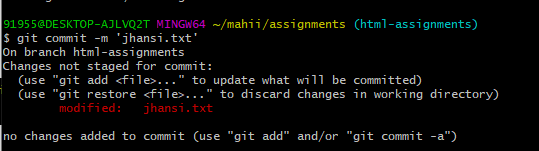 91955@DESKTOP-AJLVQ2T MINGW64 ~/mahii/assignments (html-assignments)
$ git commit -m 'jhansi.txt'
On branch html-assignments
Changes not staged for commit:
  (use "git add <file>..." to update what will be committed)
  (use "git restore <file>..." to discard changes in working directory)
        modified:   jhansi.txt
no changes added to commit (use "git add" and/or "git commit -a")